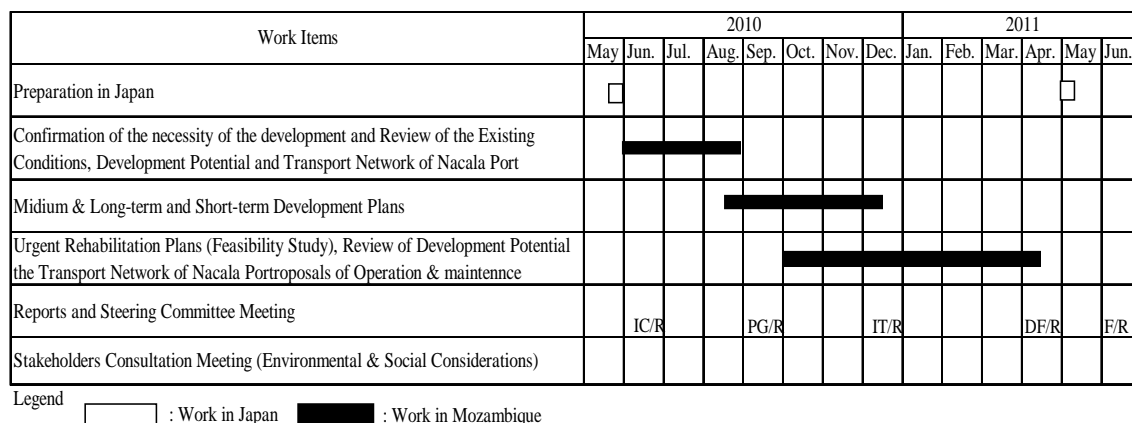 Work Items
2010
2011
May Jun. Jul. Aug. Sep. Oct. Nov. Dec. Jan. Feb. Mar. Apr. May Jun.
Preparation in Japan
Confirmation of the necessity of the development and Review of the Existing
Conditions, Development Potential and Transport Network of Nacala Port
Midium & Long-term and Short-term Development Plans
Urgent Rehabilitation Plans (Feasibility Study), Review of Development Potential
the Transport Network of Nacala Portroposals of Operation & maintennce
Reports and Steering Committee Meeting
IC/R PG/R IT/R DF/R F/R
Stakeholders Consultation Meeting (Environmental & Social Considerations)
Legend
: Work in Japan : Work in Mozambique